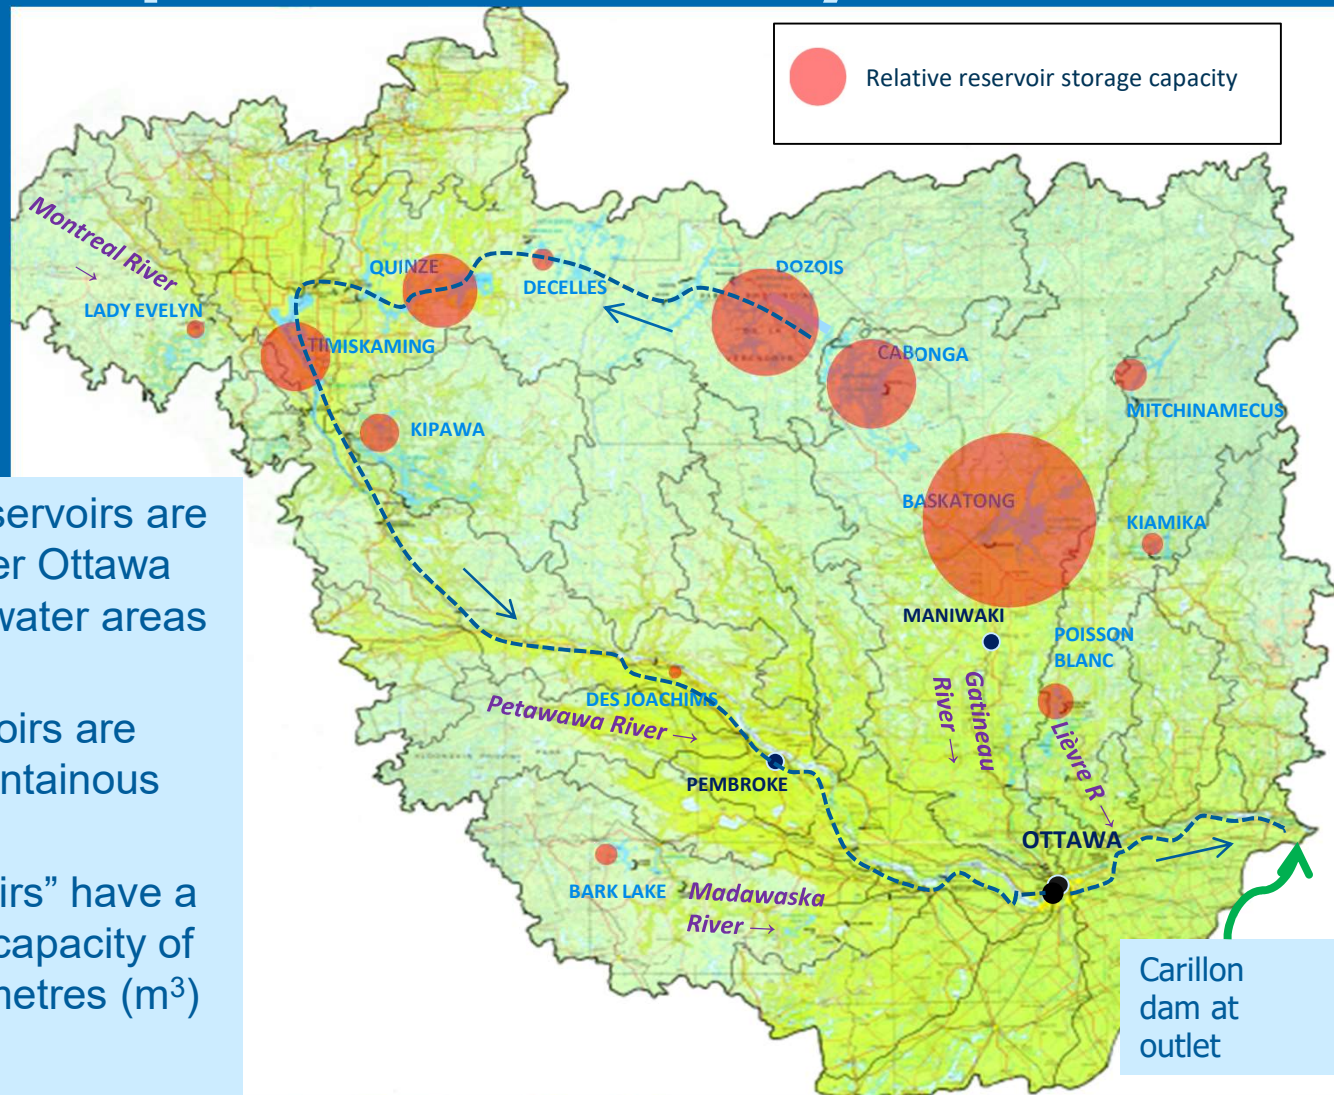 Relative reservoir storage capacity
Montreal River
→
LADY EVELYN
QUINZE
DECELLES
DOZOIS
TIMISKAMING
CABONGA
MITCHINAMECUS
KIPAWA
BASKATONG
KIAMIKA
MANIWAKI
POISSON
BLANC
DES JOACHIMS
Petawawa River →
Gatineau
River →
Lièvre R →
PEMBROKE
OTTAWA
BARK LAKE
Madawaska
River →
servoirs are
er Ottawa
water areas
oirs are
ntainous
irs” have a
capacity of
metres (m³)
Carillon
dam at
outlet